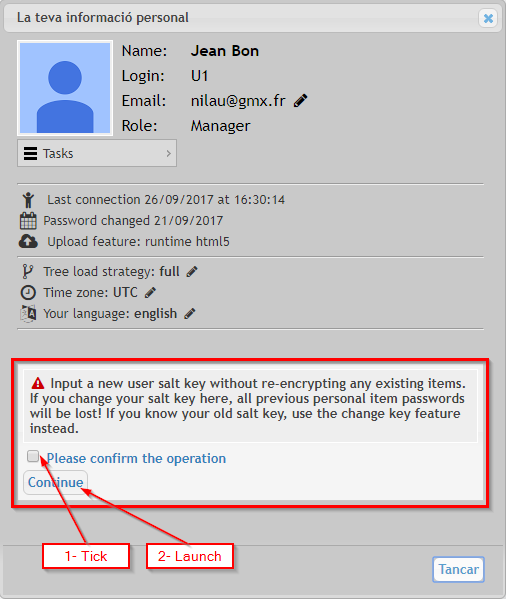 La teva informació personal
Name: Jean Bon
Login: U1
Email: nilau@gmx.fr
Role: Manager
Tasks
Last connection 26/09/2017 at 16:30:14
Password changed 21/09/2017
Upload feature: runtime html5
Tree load strategy: full
Time zone: UTC
Your language: english
Input a new user salt key without re-encrypting any existing items.
If you change your salt key here, all previous personal item passwords
will be lost! If you know your old salt key, use the change key feature
instead.
Please confirm the operation
Continue
1- Tick
2- Launch
Tancar